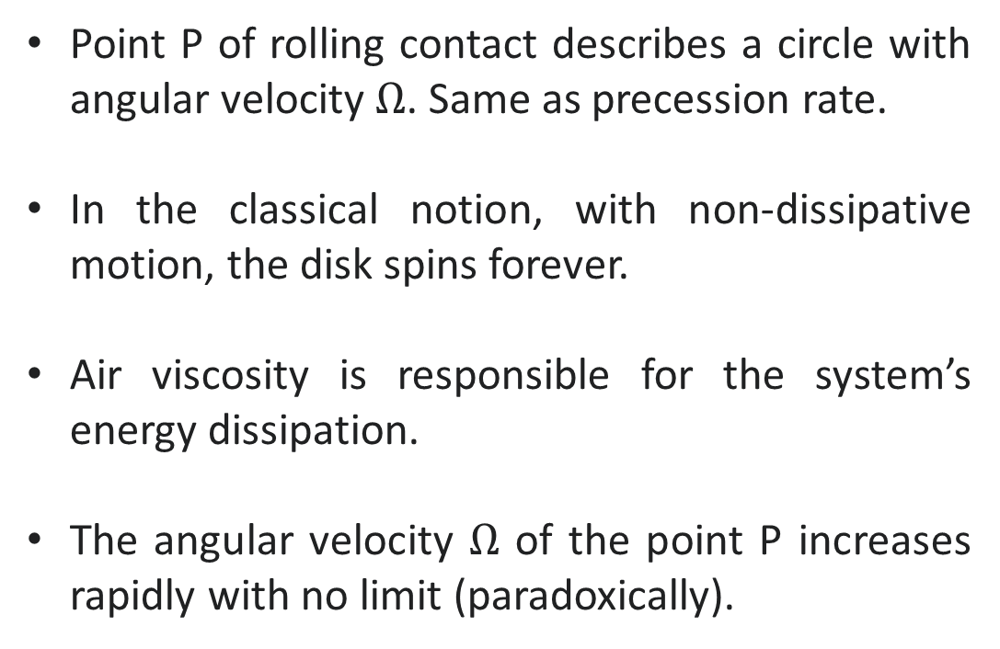 • Point P of rolling contact describes a circle with
angular velocity Ω. Same as precession rate.
• In the classical notion, with non-dissipative
motion, the disk spins forever.
• Air viscosity is responsible for the system’s
energy dissipation.
• The angular velocity Ω of the point P increases
rapidly with no limit (paradoxically).